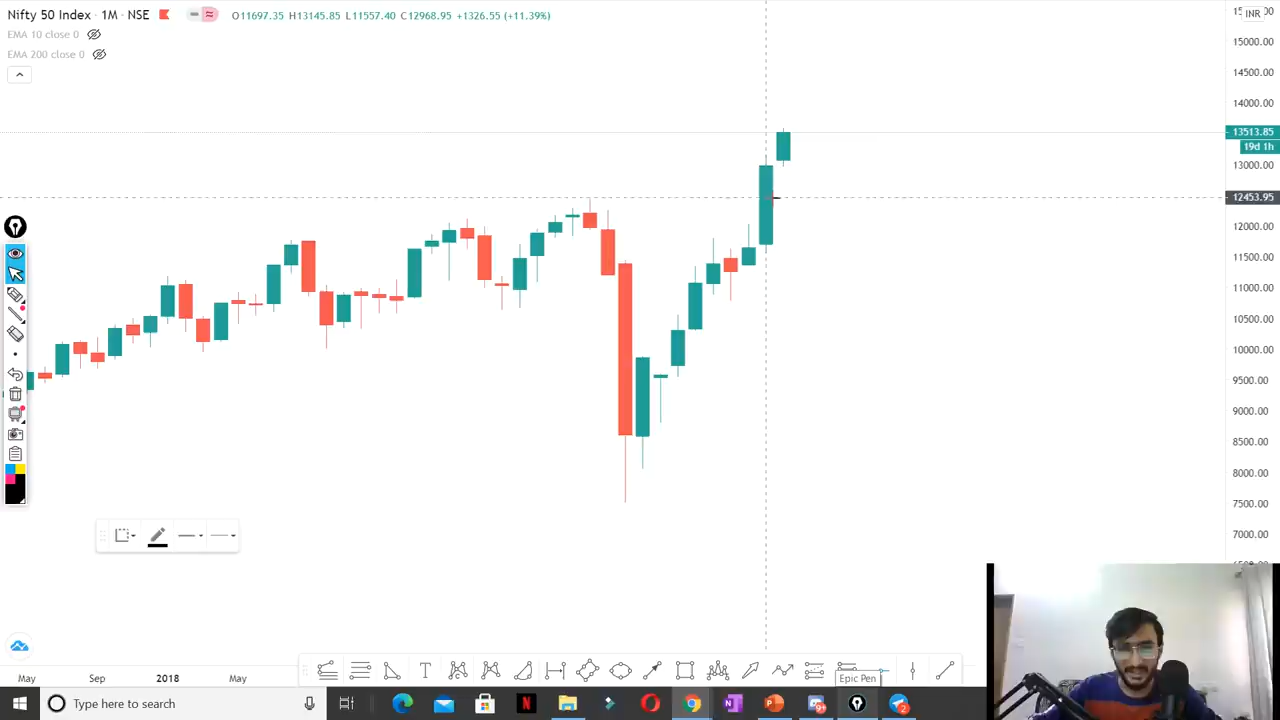 Nifty 50 Index · 1M · NSE
O11697.35 H13145.85 L11557.40 C12968.95 +1326.55 (+11.39%)
INR
EMA 10 close 0
EMA 200 close 0
15000.00
14500.00
14000.00
13513.85
19d 1h
13000.00
12453.95
12000.00
11500.00
11000.00
10500.00
10000.00
9500.00
9000.00
8500.00
8000.00
7500.00
7000.00
May
Sep
2018
May
Epic Pen
Type here to search